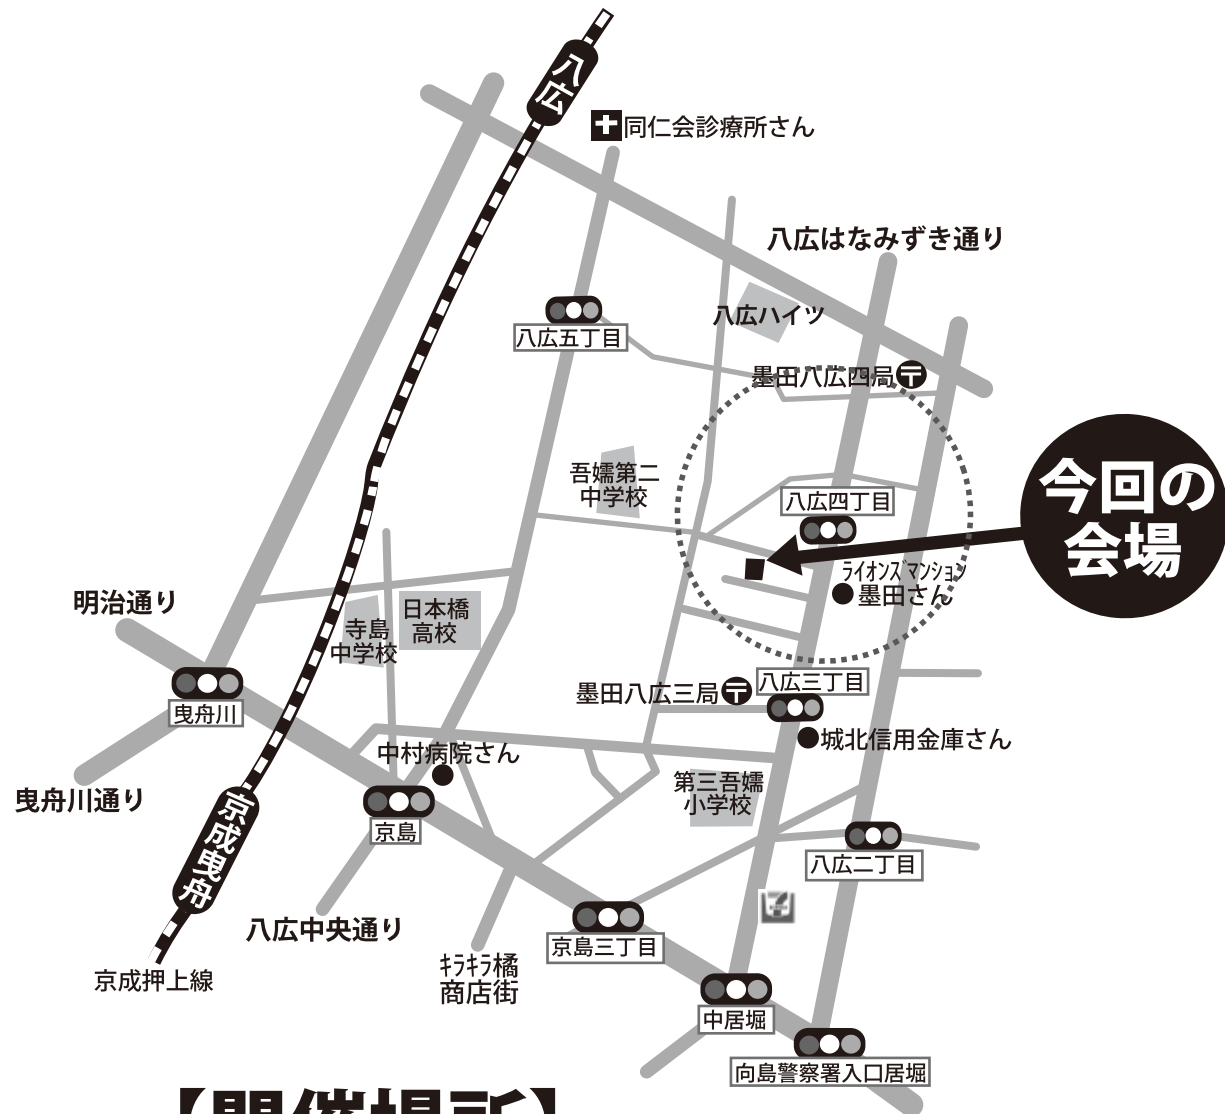 八広
同仁会診療所さん
八広はなみずき通り
八広ハイツ
八広五丁目
墨田八広四局
吾嬬第二
中学校
八広四丁目
今回の
会場
ﾗｲｵﾝｽﾞﾏﾝｼｮﾝ
墨田さん
明治通り
日本橋
高校
寺島
中学校
曳舟川
墨田八広三局
八広三丁目
城北信用金庫さん
中村病院さん
第三吾嬬
小学校
曳舟川通り
京成曳舟
京島
八広二丁目
八広中央通り
京島三丁目
ｷﾗｷﾗ橘
商店街
京成押上線
中居堀
向島警察署入口居堀
【開催場所】